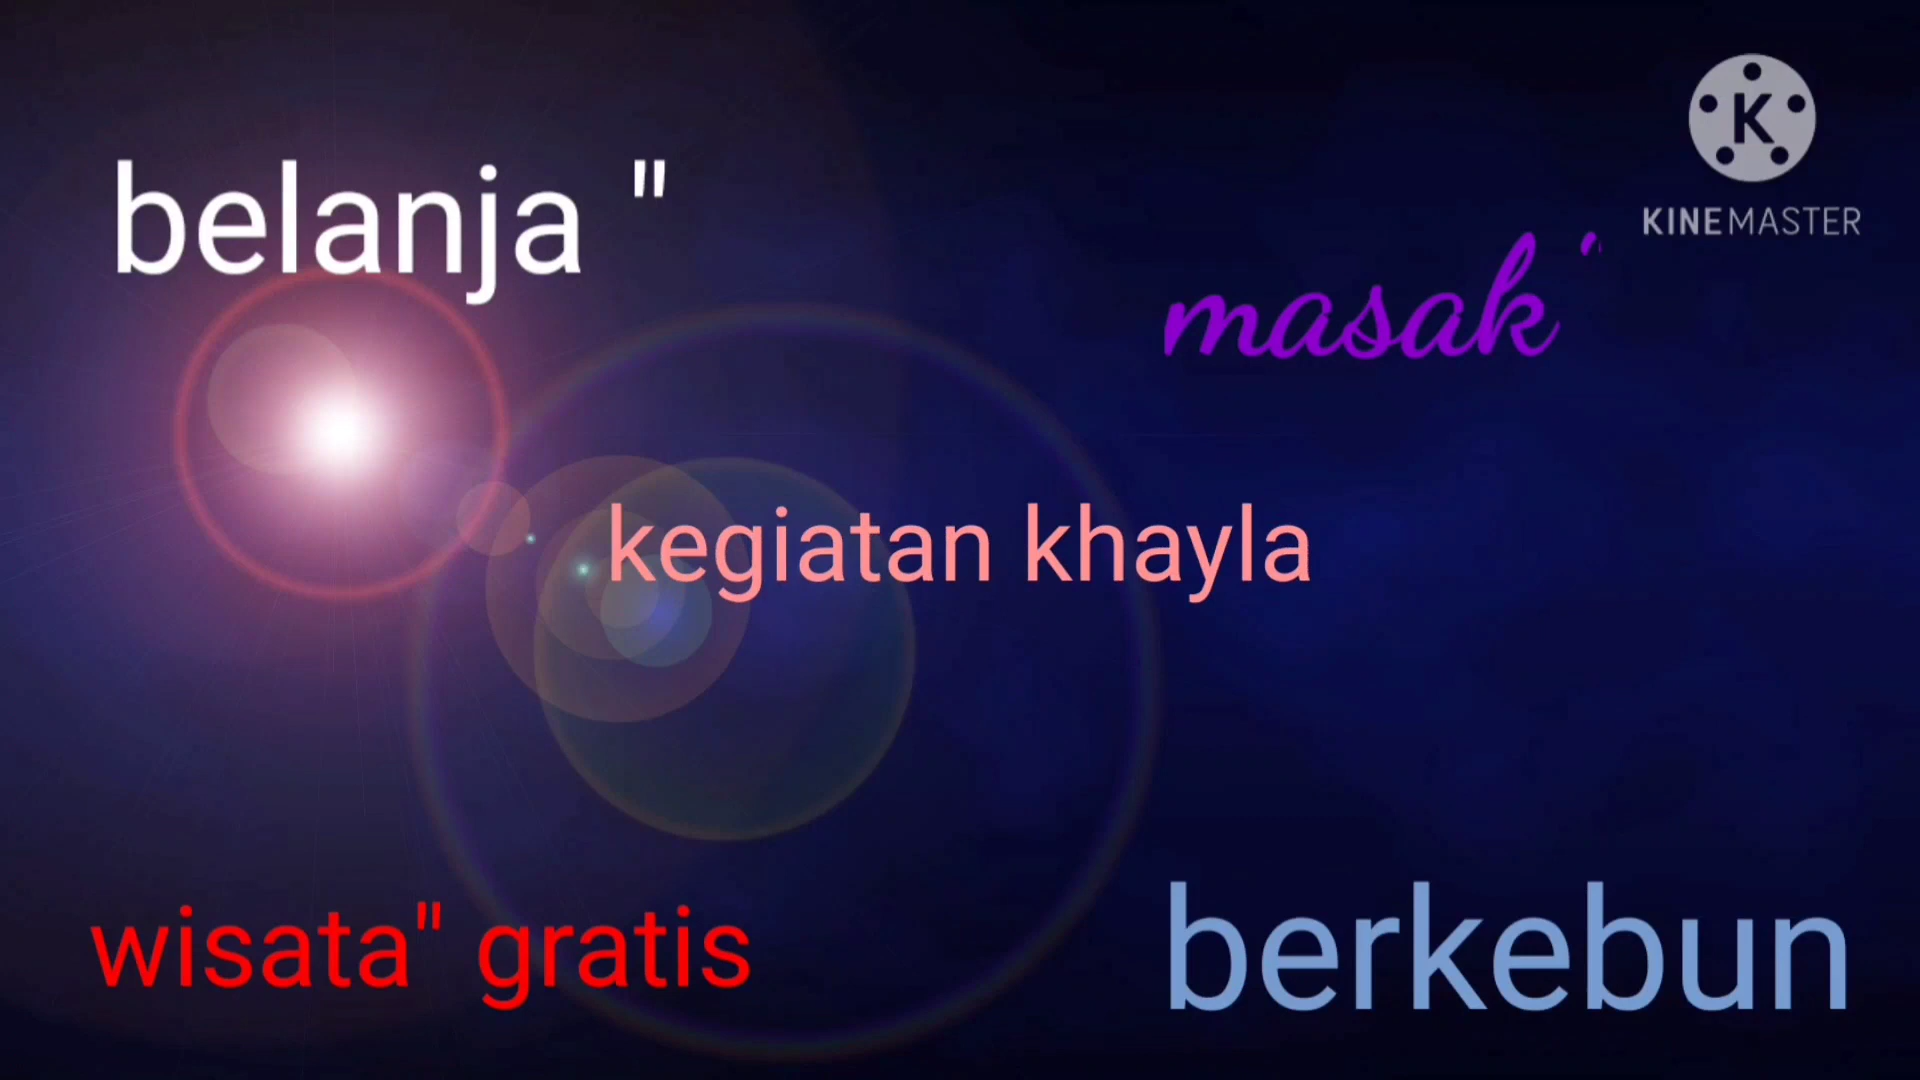 belanja "
KINEMASTER
masak "
kegiatan khayla
wisata" gratis
berkebun